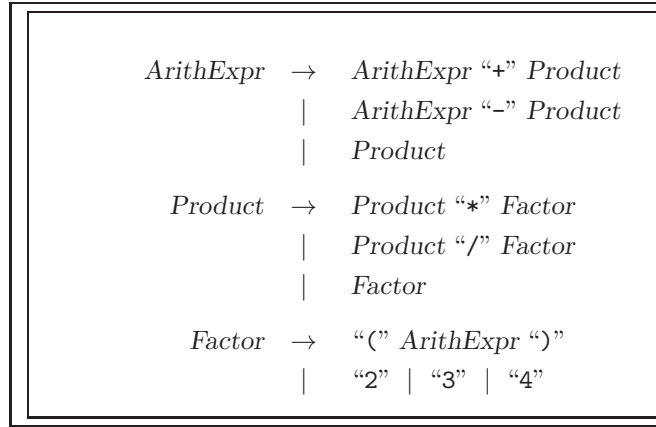 ArithExpr → ArithExpr “+” Product
| ArithExpr “-” Product
| Product
Product → Product “*” Factor
| Product “/” Factor
| Factor
Factor → “(” ArithExpr “)”
| “2” | “3” | “4”